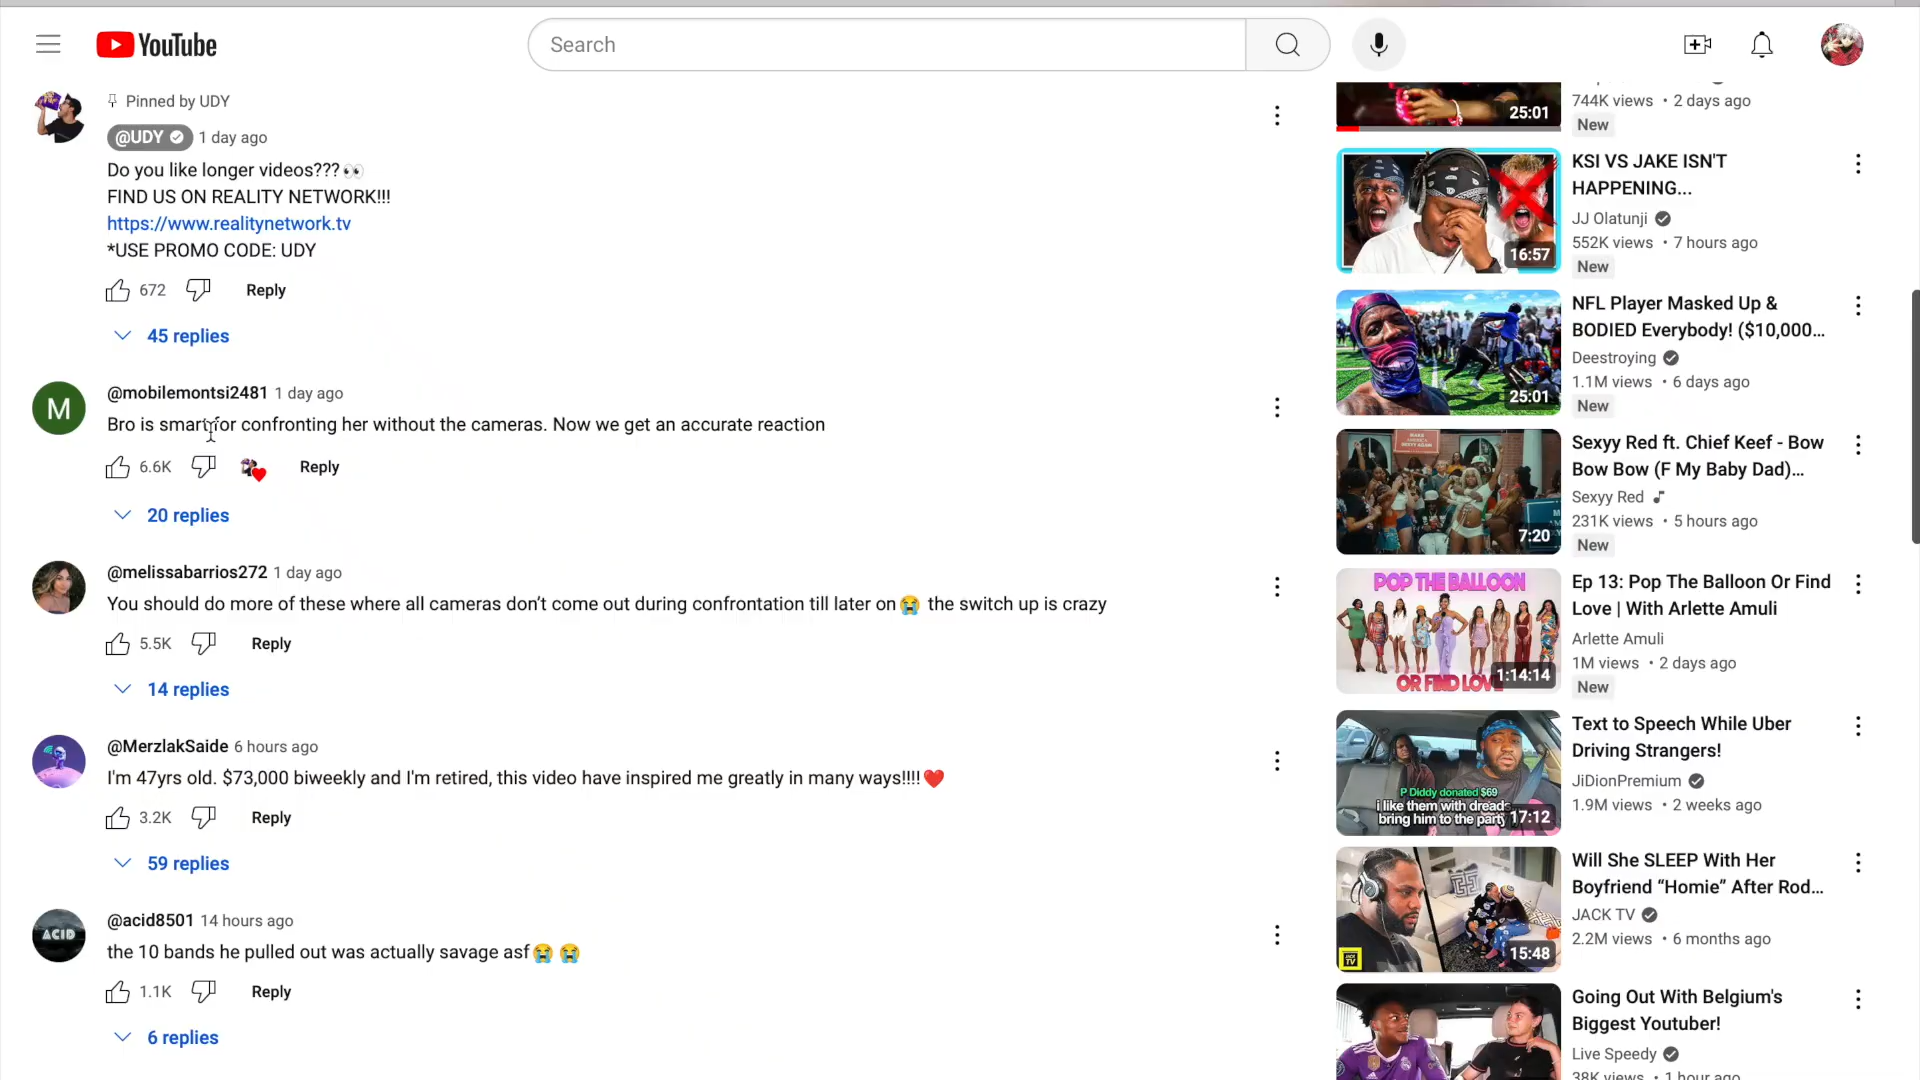 YouTube
Search
Pinned by UDY
@UDY 1 day ago
Do you like longer videos???👀
FIND US ON REALITY NETWORK!!!
https://www.realitynetwork.tv
*USE PROMO CODE: UDY
672 Reply
45 replies
M
@mobilemontsi2481 1 day ago
Bro is smart for confronting her without the cameras. Now we get an accurate reaction
6.6K Reply
20 replies
@melissabarrios272 1 day ago
You should do more of these where all cameras don’t come out during confrontation till later on😭 the switch up is crazy
5.5K Reply
14 replies
@MerzlakSaide 6 hours ago
I'm 47yrs old. $73,000 biweekly and I'm retired, this video have inspired me greatly in many ways!!!!❤️
3.2K Reply
59 replies
ACID
@acid8501 14 hours ago
the 10 bands he pulled out was actually savage asf😭 😭
1.1K Reply
6 replies
25:01
744K views • 2 days ago
New
16:57
KSI VS JAKE ISN'T
HAPPENING...
JJ Olatunji
552K views • 7 hours ago
New
25:01
NFL Player Masked Up &
BODIED Everybody! ($10,000...
Deestroying
1.1M views • 6 days ago
New
7:20
Sexyy Red ft. Chief Keef - Bow
Bow Bow (F My Baby Dad)...
Sexyy Red
231K views • 5 hours ago
New
POP THE BALLOON
OR FIND LOVE
1:14:14
Ep 13: Pop The Balloon Or Find
Love | With Arlette Amuli
Arlette Amuli
1M views • 2 days ago
New
P Diddy donated $69
i like them with dreads
bring him to the party
17:12
Text to Speech While Uber
Driving Strangers!
JiDionPremium
1.9M views • 2 weeks ago
JACK
TV
15:48
Will She SLEEP With Her
Boyfriend “Homie” After Rod...
JACK TV
2.2M views • 6 months ago
Going Out With Belgium's
Biggest Youtuber!
Live Speedy
38K views • 1 hour ago